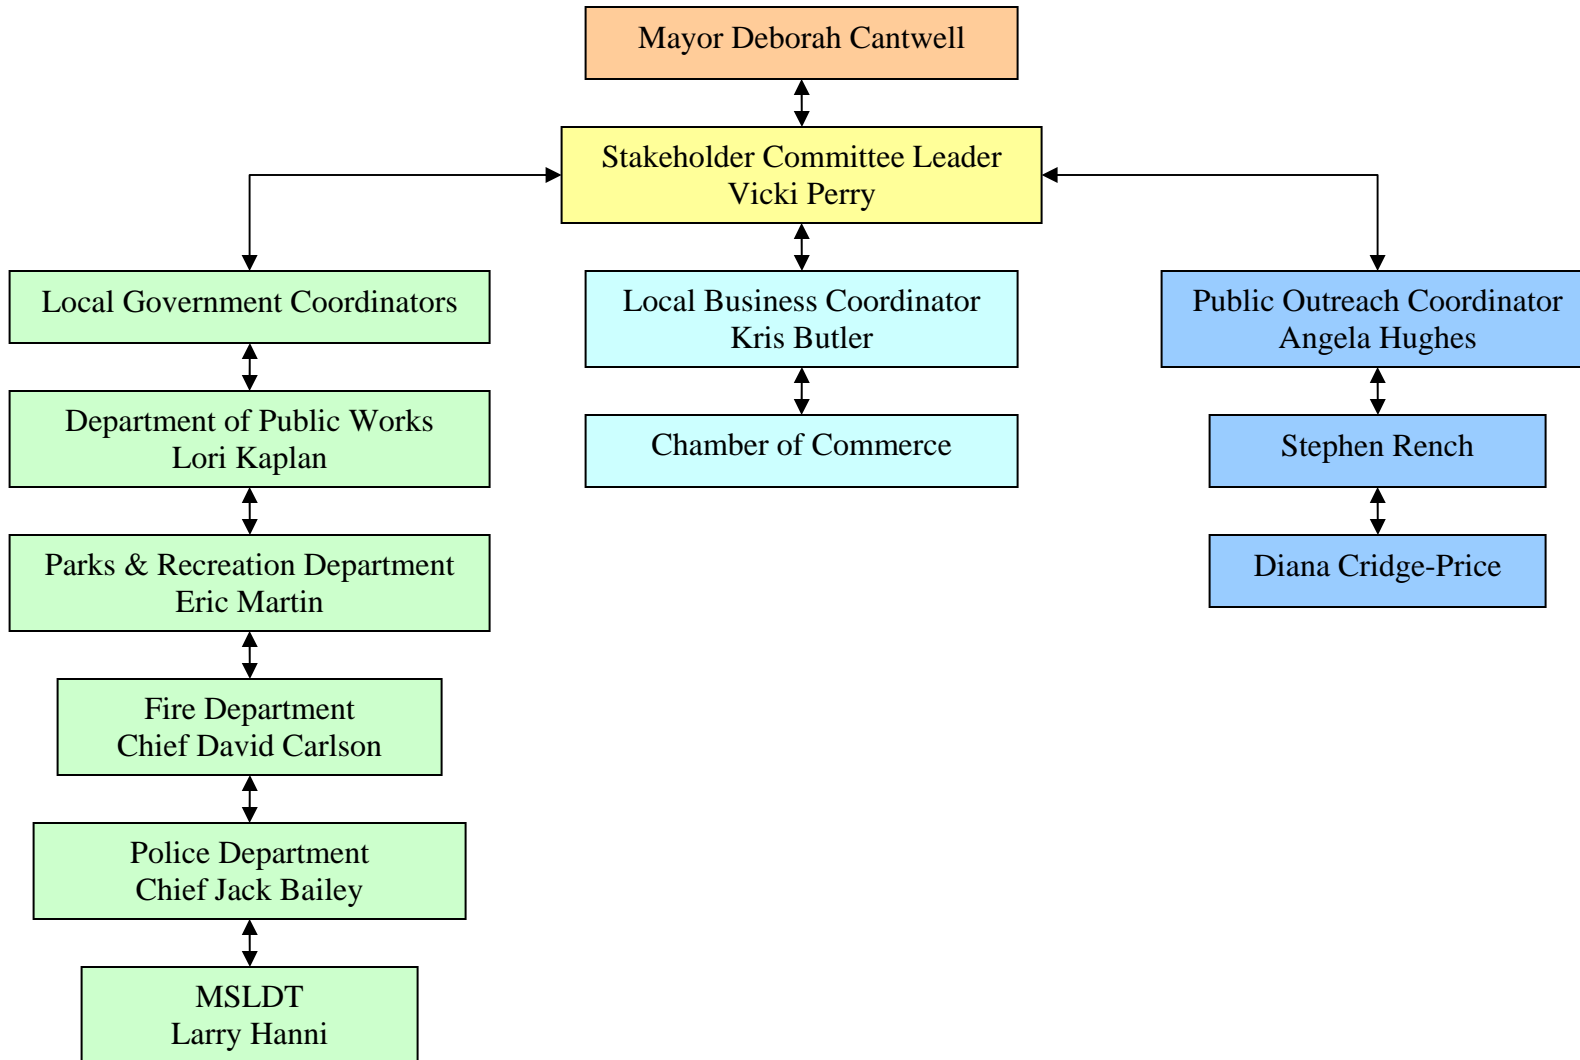 Mayor Deborah Cantwell
Stakeholder Committee Leader
Vicki Perry
Local Government Coordinators
Department of Public Works
Lori Kaplan
Parks & Recreation Department
Eric Martin
Fire Department
Chief David Carlson
Police Department
Chief Jack Bailey
MSLDT
Larry Hanni
Local Business Coordinator
Kris Butler
Chamber of Commerce
Public Outreach Coordinator
Angela Hughes
Stephen Rench
Diana Cridge-Price